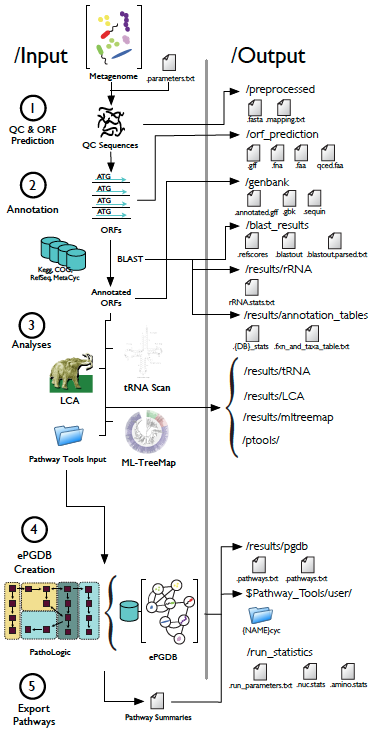 /Input
/Output
Metagenome
.parameters.txt
/preprocessed
1
QC & ORF
Prediction
QC Sequences
.fasta .mapping.txt
/orf_prediction
.gff .fna .faa qced.faa
2
Annotation
ATG
ATG
ATG
ATG
ORFs
/genbank
.annotated.gff .gbk .sequin
/blast_results
.refscores .blastout .blastout.parsed.txt
Kegg, COG,
RefSeq, MetaCyc
BLAST
/results/rRNA
rRNA.stats.txt
Annotated
ORFs
/results/annotation_tables
.{DB}_stats .fxn_and_taxa_table.txt
3
Analyses
LCA
tRNA Scan
/results/tRNA
/results/LCA
/results/mltreemap
/ptools/
Pathway Tools Input
ML-TreeMap
4
ePGDB
Creation
PathoLogic
ePGDB
/results/pgdb
.pathways.txt .pathways.txt
$Pathway_Tools/user/
{NAME}cyc
/run_statistics
.run_parameters.txt .nuc.stats .amino.stats
5
Export
Pathways
Pathway Summaries